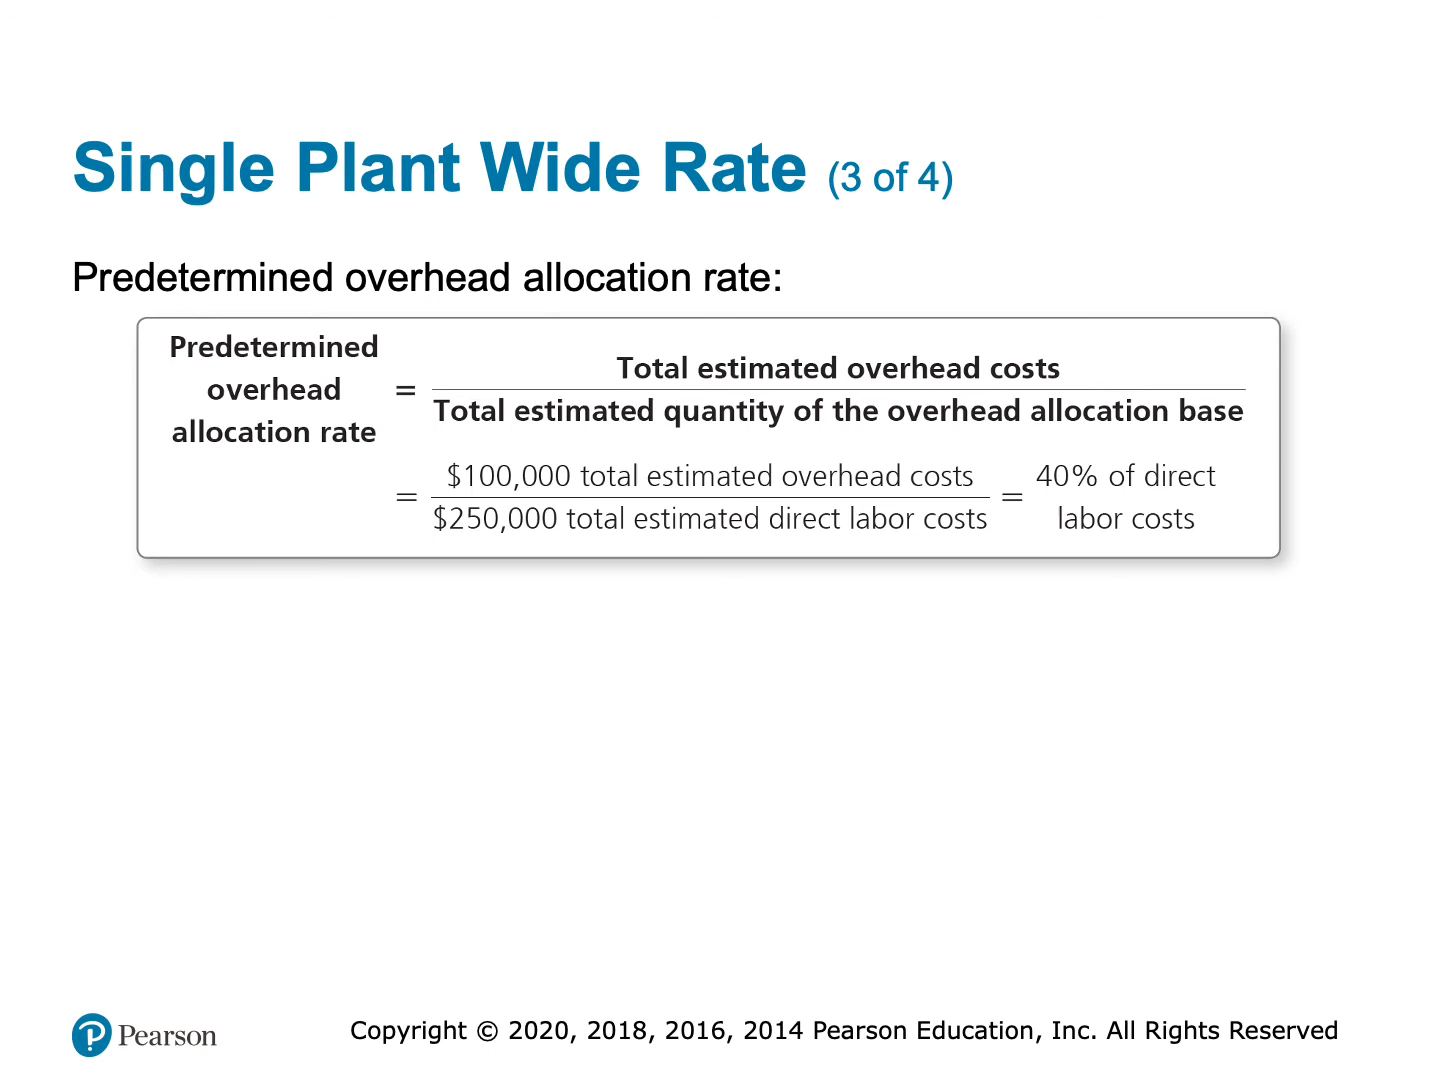 Single Plant Wide Rate (3 of 4)
Predetermined overhead allocation rate:
Predetermined
overhead
allocation rate
=
Total estimated overhead costs
Total estimated quantity of the overhead allocation base
=
$100,000 total estimated overhead costs
$250,000 total estimated direct labor costs
=
40% of direct
labor costs
Pearson
Copyright © 2020, 2018, 2016, 2014 Pearson Education, Inc. All Rights Reserved